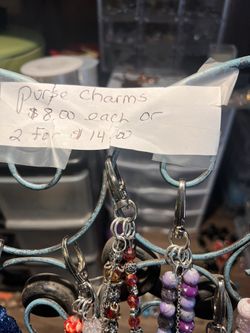 purse charms
$8.00 each or
2 for $14.00